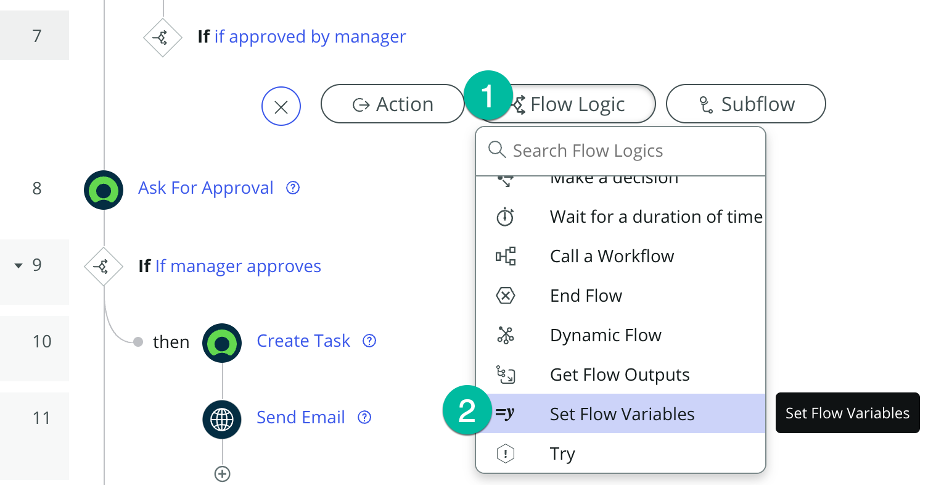 7
If if approved by manager
Action
1
Flow Logic
Subflow
Search Flow Logics
Make a decision
8
Ask For Approval
Wait for a duration of time
Call a Workflow
9
If If manager approves
End Flow
10
then
Create Task
Dynamic Flow
Get Flow Outputs
11
Send Email
2
=y
Set Flow Variables
Set Flow Variables
Try